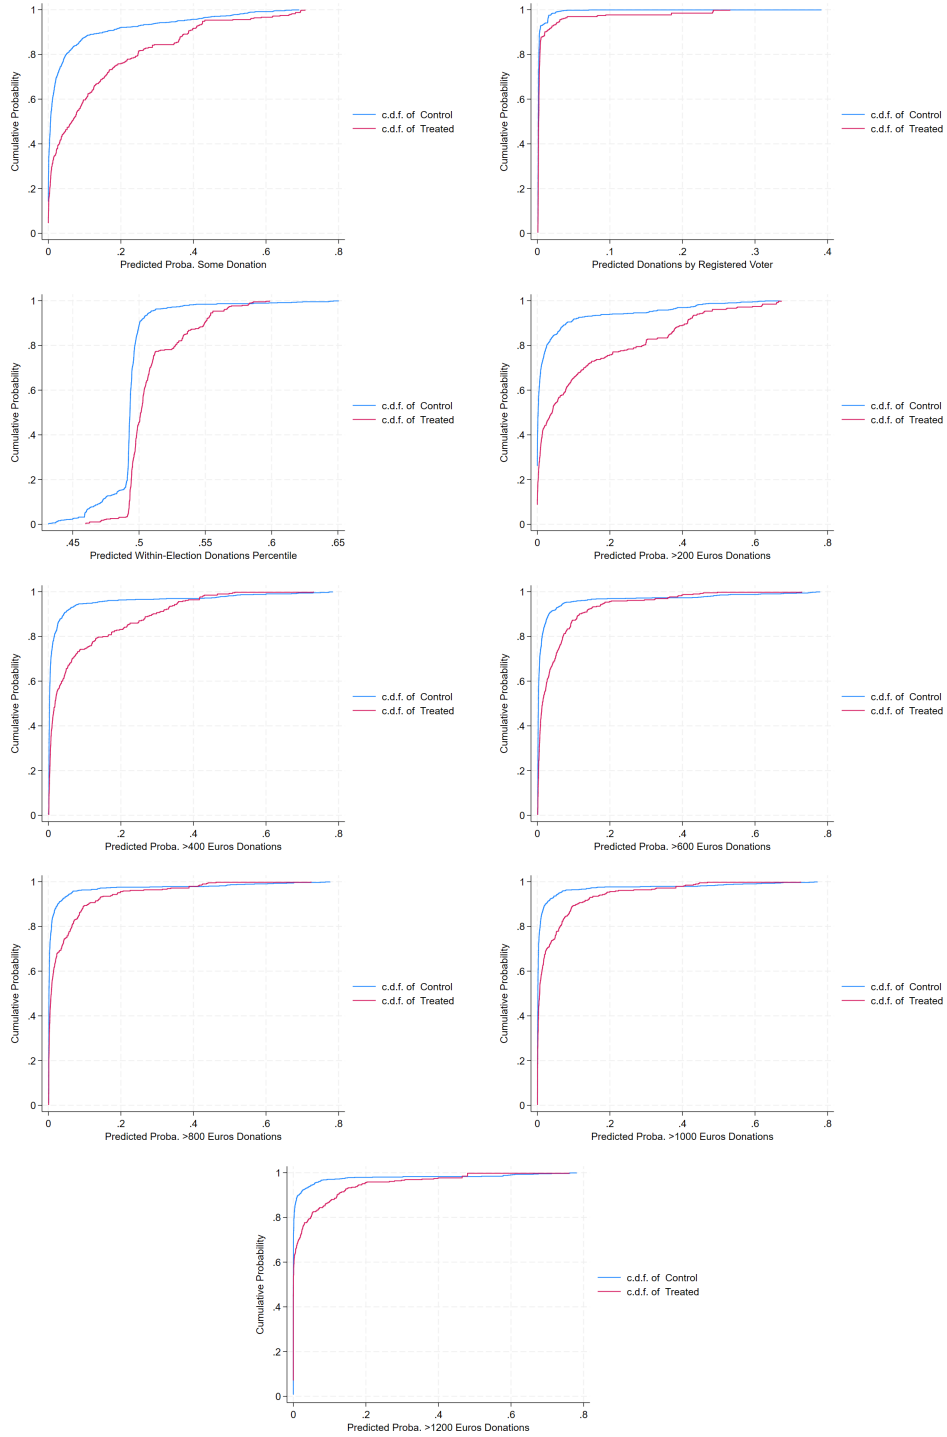 Cumulative Probability
1
.8
.6
.4
.2
0
0 .2 .4 .6 .8
Predicted Proba. Some Donation
c.d.f. of Control
c.d.f. of Treated
Cumulative Probability
1
.8
.6
.4
.2
0
0 .1 .2 .3 .4
Predicted Donations by Registered Voter
c.d.f. of Control
c.d.f. of Treated
Cumulative Probability
1
.8
.6
.4
.2
0
.45 .5 .55 .6 .65
Predicted Within-Election Donations Percentile
c.d.f. of Control
c.d.f. of Treated
Cumulative Probability
1
.8
.6
.4
.2
0
0 .2 .4 .6 .8
Predicted Proba. >200 Euros Donations
c.d.f. of Control
c.d.f. of Treated
Cumulative Probability
1
.8
.6
.4
.2
0
0 .2 .4 .6 .8
Predicted Proba. >400 Euros Donations
c.d.f. of Control
c.d.f. of Treated
Cumulative Probability
1
.8
.6
.4
.2
0
0 .2 .4 .6 .8
Predicted Proba. >600 Euros Donations
c.d.f. of Control
c.d.f. of Treated
Cumulative Probability
1
.8
.6
.4
.2
0
0 .2 .4 .6 .8
Predicted Proba. >800 Euros Donations
c.d.f. of Control
c.d.f. of Treated
Cumulative Probability
1
.8
.6
.4
.2
0
0 .2 .4 .6 .8
Predicted Proba. >1000 Euros Donations
c.d.f. of Control
c.d.f. of Treated
Cumulative Probability
1
.8
.6
.4
.2
0
0 .2 .4 .6 .8
Predicted Proba. >1200 Euros Donations
c.d.f. of Control
c.d.f. of Treated